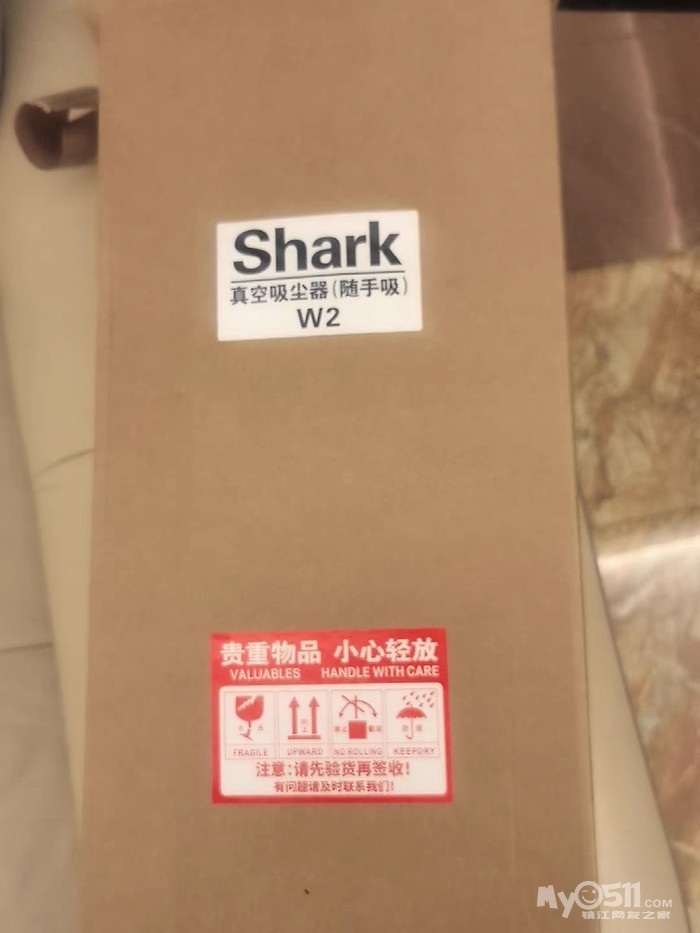 Shark
真空吸尘器(随手吸)
W2
贵重物品 小心轻放
VALUABLES HANDLE WITH CARE
向上
FRAGILE UPWARD NO ROLLING KEEPDRY
注意:请先验货再签收!
有问题请及时联系我们!
My0511.COM
镇江网友之家